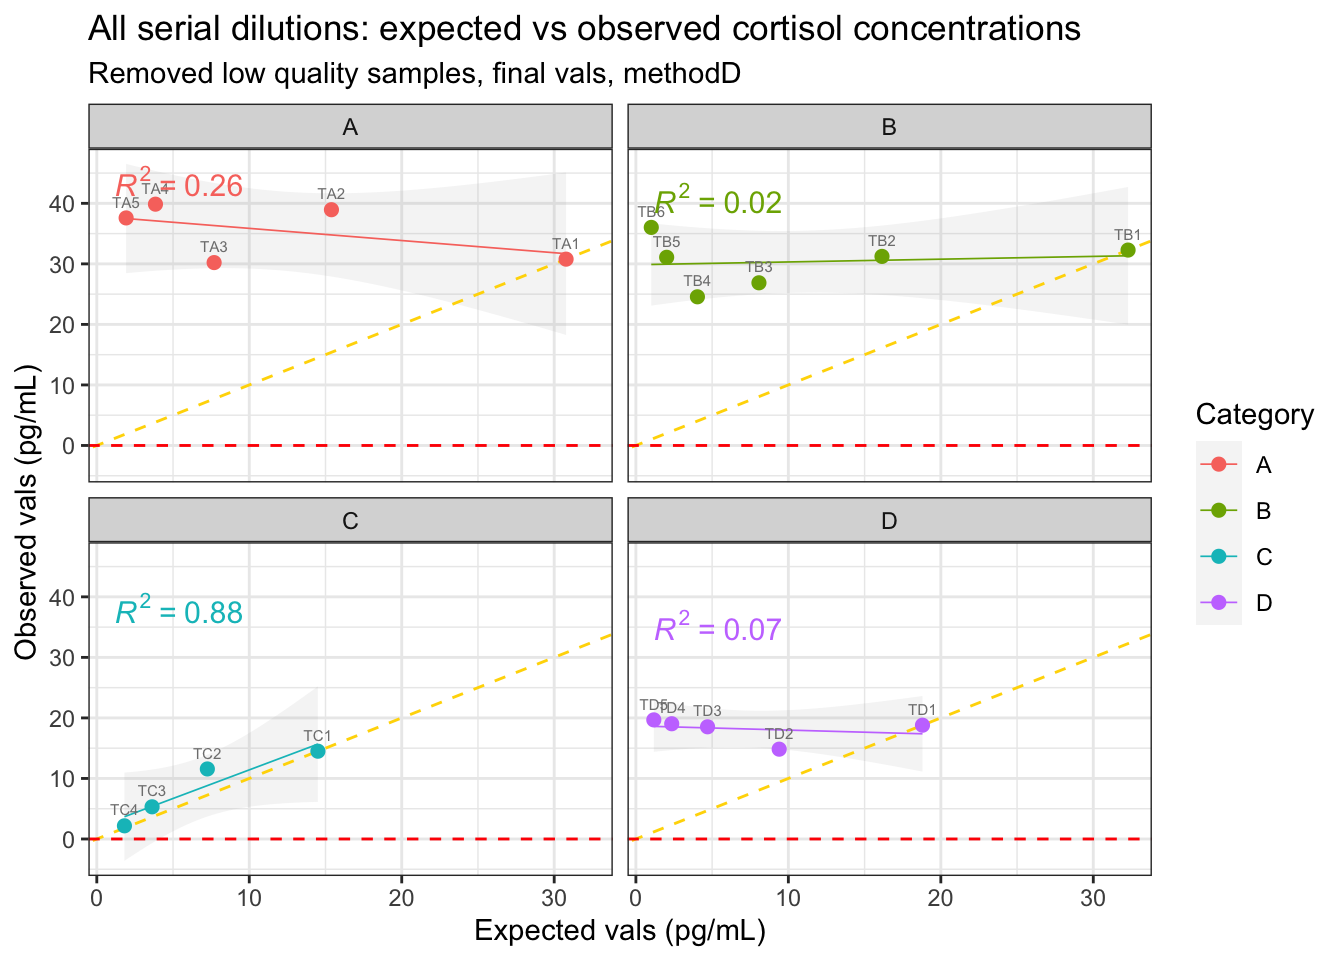 All serial dilutions: expected vs observed cortisol concentrations
Removed low quality samples, final vals, methodD
A
B
R² = 0.26
TA4
TA5
TA2
TA3
TA1
R² = 0.02
TB6
TB5
TB4
TB3
TB2
TB1
40
30
20
10
0
C
D
R² = 0.88
TC4
TC3
TC2
TC1
R² = 0.07
TD5
TD4
TD3
TD2
TD1
40
30
20
10
0
0 10 20 30
0 10 20 30
Observed vals (pg/mL)
Expected vals (pg/mL)
Category
A
B
C
D